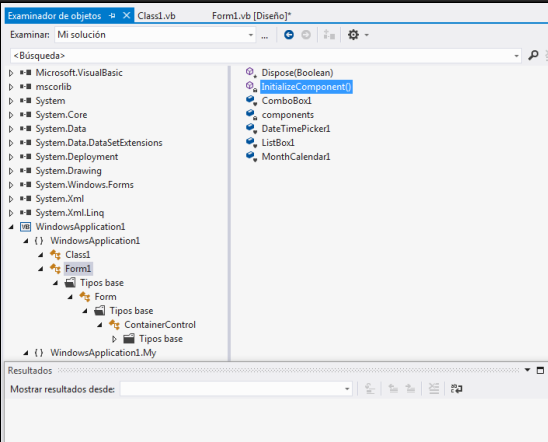 Examinador de objetos
Class1.vb
Form1.vb [Diseño]*
Examinar: Mi solución
...
<Búsqueda>
Microsoft.VisualBasic
mscorlib
System
System.Core
System.Data
System.Data.DataSetExtensions
System.Deployment
System.Drawing
System.Windows.Forms
System.Xml
System.Xml.Linq
VB WindowsApplication1
{ } WindowsApplication1
Class1
Form1
Tipos base
Form
Tipos base
ContainerControl
Tipos base
{ } WindowsApplication1.My
Dispose(Boolean)
InitializeComponent()
ComboBox1
components
DateTimePicker1
ListBox1
MonthCalendar1
Resultados
Mostrar resultados desde: